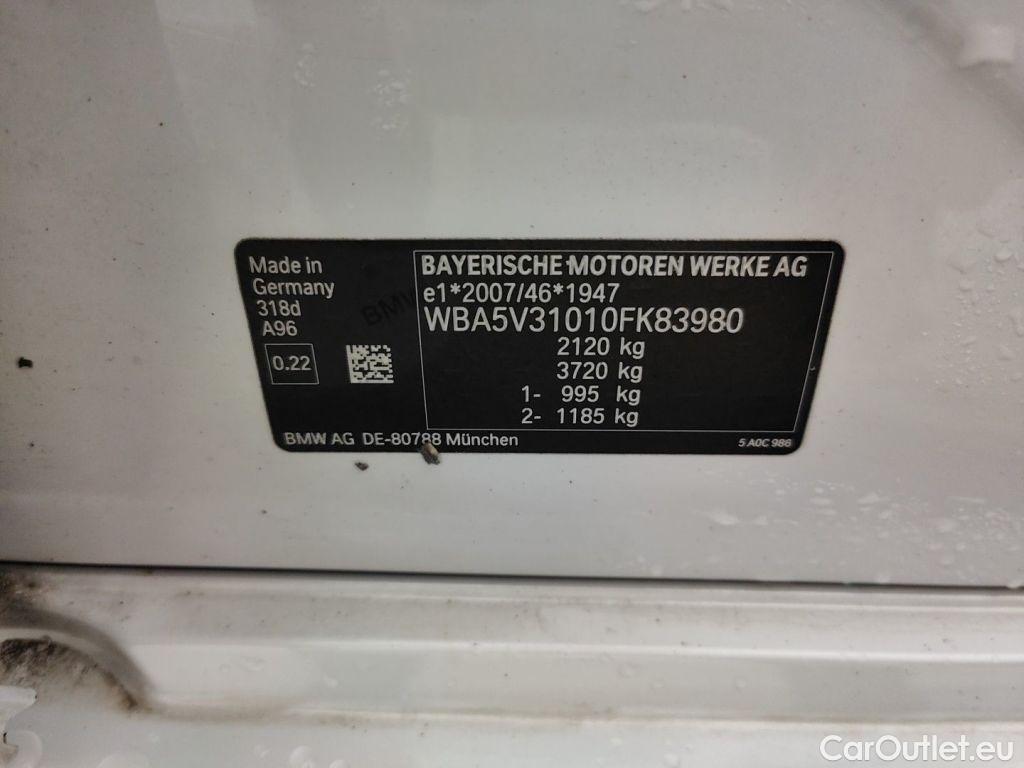 Made in
Germany
318d
A96
0.22
BMW AG DE-80788 München
BAYERISCHE MOTOREN WERKE AG
e1*2007/46*1947
WBA5V31010FK83980
2120 kg
3720 kg
1- 995 kg
2- 1185 kg
5 A0C 986
CarOutlet.eu